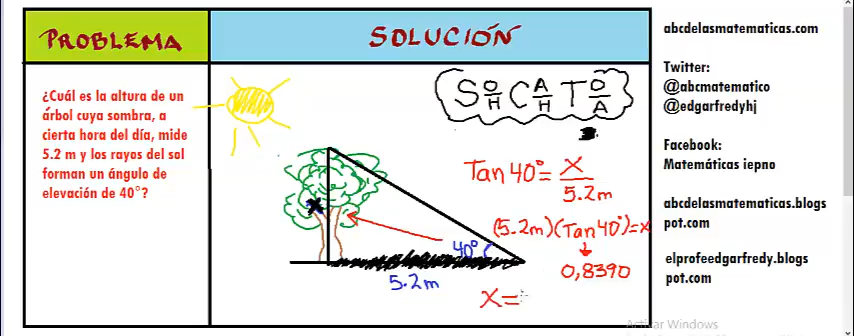 PROBLEMA
SOLUCIÓN
¿Cuál es la altura de un
árbol cuya sombra, a
cierta hora del día, mide
5.2 m y los rayos del sol
forman un ángulo de
elevación de 40°?
S O/H C A/H T O/A
Tan 40° = X / 5.2m
(5.2m)(Tan 40°) = X
0,8390
X =
X
40°
5.2m
abcdelasmatematicas.com
Twitter:
@abcmatematico
@edgarfredyhj
Facebook:
Matemáticas iepno
abcdelasmatematicas.blogs
pot.com
elprofeedgarfredy.blogs
pot.com
Activar Windows